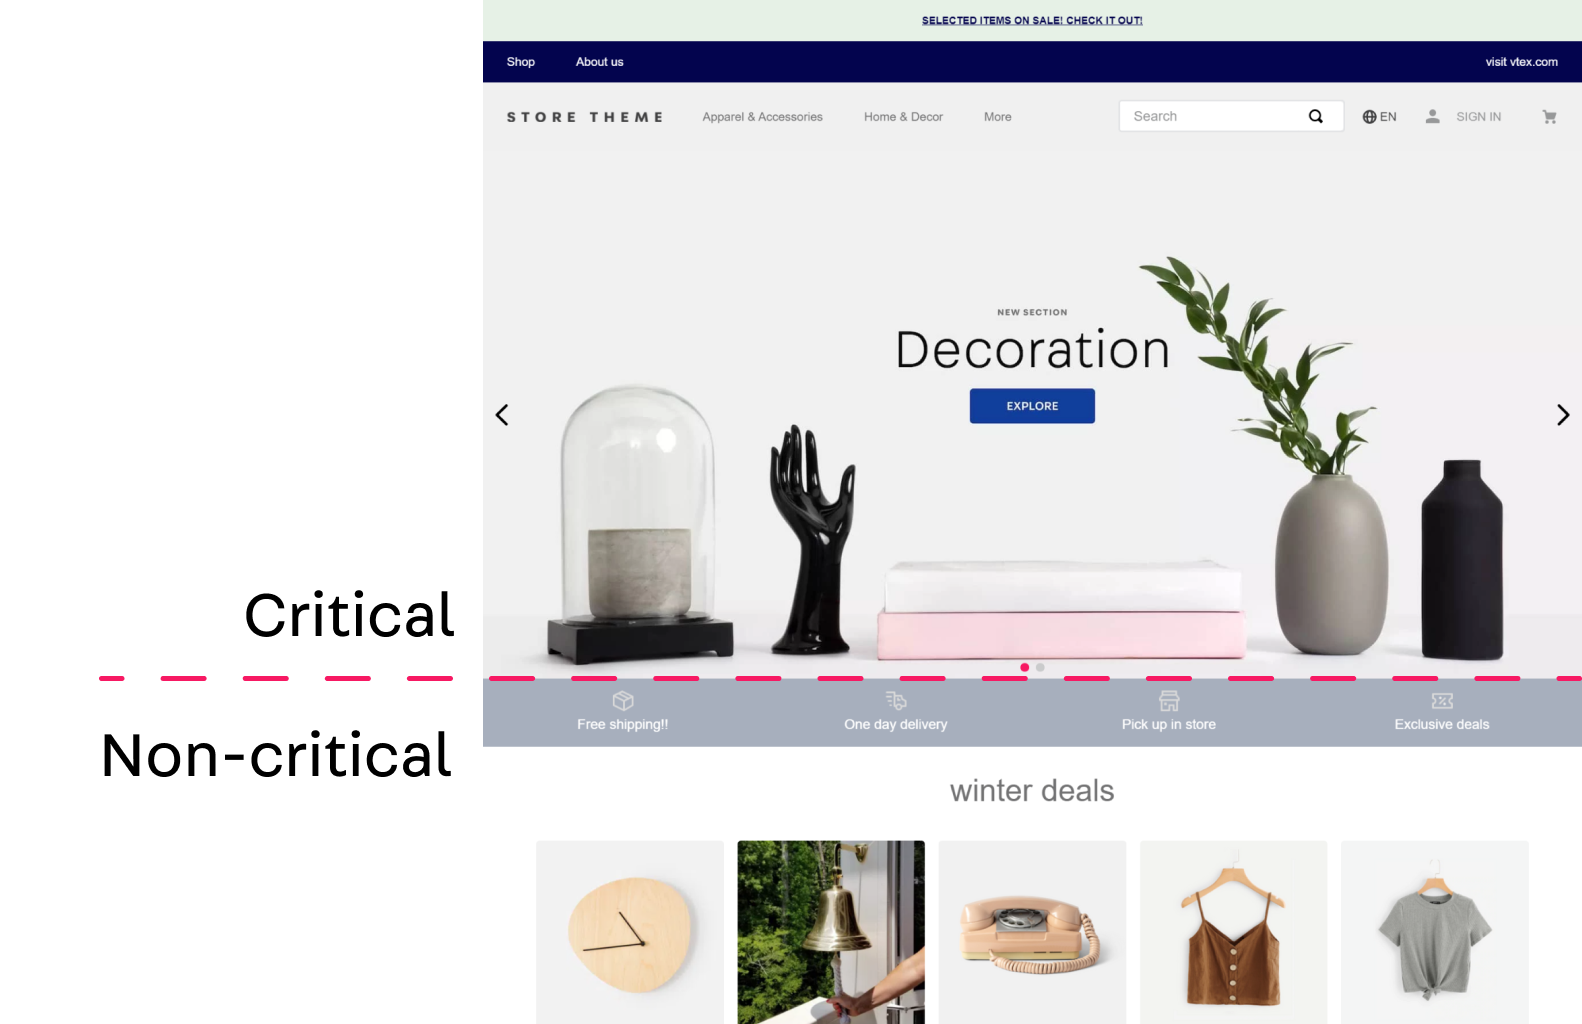 SELECTED ITEMS ON SALE! CHECK IT OUT!
Shop About us visit vtex.com
STORE THEME Apparel & Accessories Home & Decor More Search EN SIGN IN
NEW SECTION
Decoration
EXPLORE
Critical
Non-critical
Free shipping!! One day delivery Pick up in store Exclusive deals
winter deals